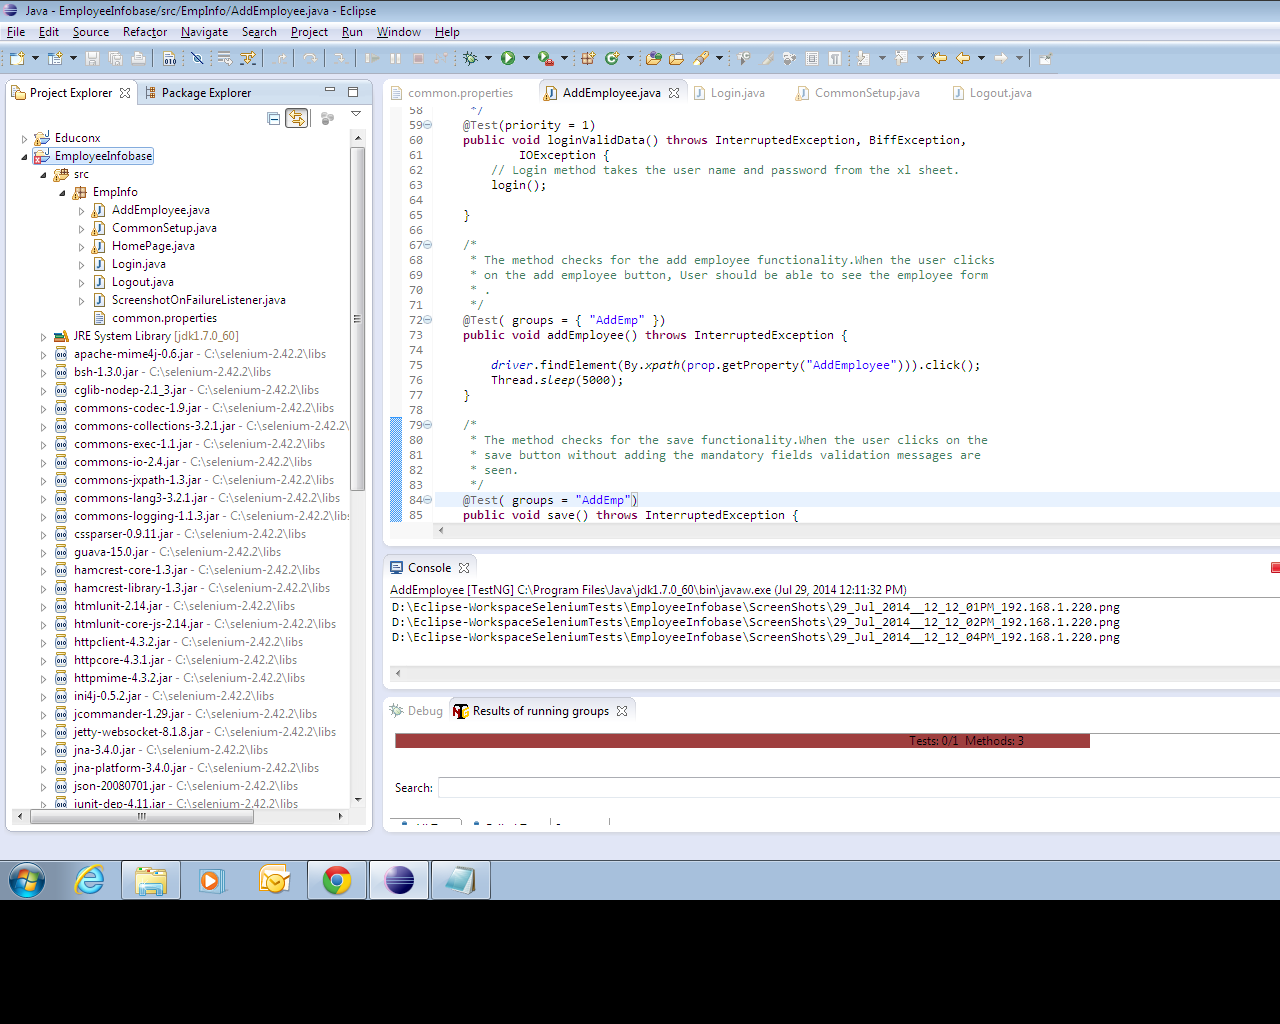 Java - EmployeeInfobase/src/EmpInfo/AddEmployee.java - Eclipse
File Edit Source Refactor Navigate Search Project Run Window Help
Project Explorer Package Explorer
Educonx
EmployeeInfobase
src
EmpInfo
AddEmployee.java
CommonSetup.java
HomePage.java
Login.java
Logout.java
ScreenshotOnFailureListener.java
common.properties
JRE System Library [jdk1.7.0_60]
apache-mime4j-0.6.jar - C:\selenium-2.42.2\libs
bsh-1.3.0.jar - C:\selenium-2.42.2\libs
cglib-nodep-2.1_3.jar - C:\selenium-2.42.2\libs
commons-codec-1.9.jar - C:\selenium-2.42.2\libs
commons-collections-3.2.1.jar - C:\selenium-2.42.2\
commons-exec-1.1.jar - C:\selenium-2.42.2\libs
commons-io-2.4.jar - C:\selenium-2.42.2\libs
commons-jxpath-1.3.jar - C:\selenium-2.42.2\libs
commons-lang3-3.2.1.jar - C:\selenium-2.42.2\libs
commons-logging-1.1.3.jar - C:\selenium-2.42.2\libs
cssparser-0.9.11.jar - C:\selenium-2.42.2\libs
guava-15.0.jar - C:\selenium-2.42.2\libs
hamcrest-core-1.3.jar - C:\selenium-2.42.2\libs
hamcrest-library-1.3.jar - C:\selenium-2.42.2\libs
htmlunit-2.14.jar - C:\selenium-2.42.2\libs
htmlunit-core-js-2.14.jar - C:\selenium-2.42.2\libs
httpclient-4.3.2.jar - C:\selenium-2.42.2\libs
httpcore-4.3.1.jar - C:\selenium-2.42.2\libs
httpmime-4.3.2.jar - C:\selenium-2.42.2\libs
ini4j-0.5.2.jar - C:\selenium-2.42.2\libs
jcommander-1.29.jar - C:\selenium-2.42.2\libs
jetty-websocket-8.1.8.jar - C:\selenium-2.42.2\libs
jna-3.4.0.jar - C:\selenium-2.42.2\libs
jna-platform-3.4.0.jar - C:\selenium-2.42.2\libs
json-20080701.jar - C:\selenium-2.42.2\libs
junit-dep-4.11.jar - C:\selenium-2.42.2\libs
common.properties AddEmployee.java Login.java CommonSetup.java Logout.java
58 */
59 @Test(priority = 1)
60 public void loginValidData() throws InterruptedException, BiffException,
61 IOException {
62 // Login method takes the user name and password from the xl sheet.
63 login();
64
65 }
66
67 /*
68 * The method checks for the add employee functionality.When the user clicks
69 * on the add employee button, User should be able to see the employee form
70 * .
71 */
72 @Test( groups = { "AddEmp" })
73 public void addEmployee() throws InterruptedException {
74
75 driver.findElement(By.xpath(prop.getProperty("AddEmployee"))).click();
76 Thread.sleep(5000);
77 }
78
79 /*
80 * The method checks for the save functionality.When the user clicks on the
81 * save button without adding the mandatory fields validation messages are
82 * seen.
83 */
84 @Test( groups = "AddEmp")
85 public void save() throws InterruptedException {
Console
AddEmployee [TestNG] C:\Program Files\Java\jdk1.7.0_60\bin\javaw.exe (Jul 29, 2014 12:11:32 PM)
D:\Eclipse-WorkspaceSeleniumTests\EmployeeInfobase\ScreenShots\29_Jul_2014__12_12_01PM_192.168.1.220.png
D:\Eclipse-WorkspaceSeleniumTests\EmployeeInfobase\ScreenShots\29_Jul_2014__12_12_02PM_192.168.1.220.png
D:\Eclipse-WorkspaceSeleniumTests\EmployeeInfobase\ScreenShots\29_Jul_2014__12_12_04PM_192.168.1.220.png
Debug Results of running groups
Tests: 0/1 Methods: 3
Search: